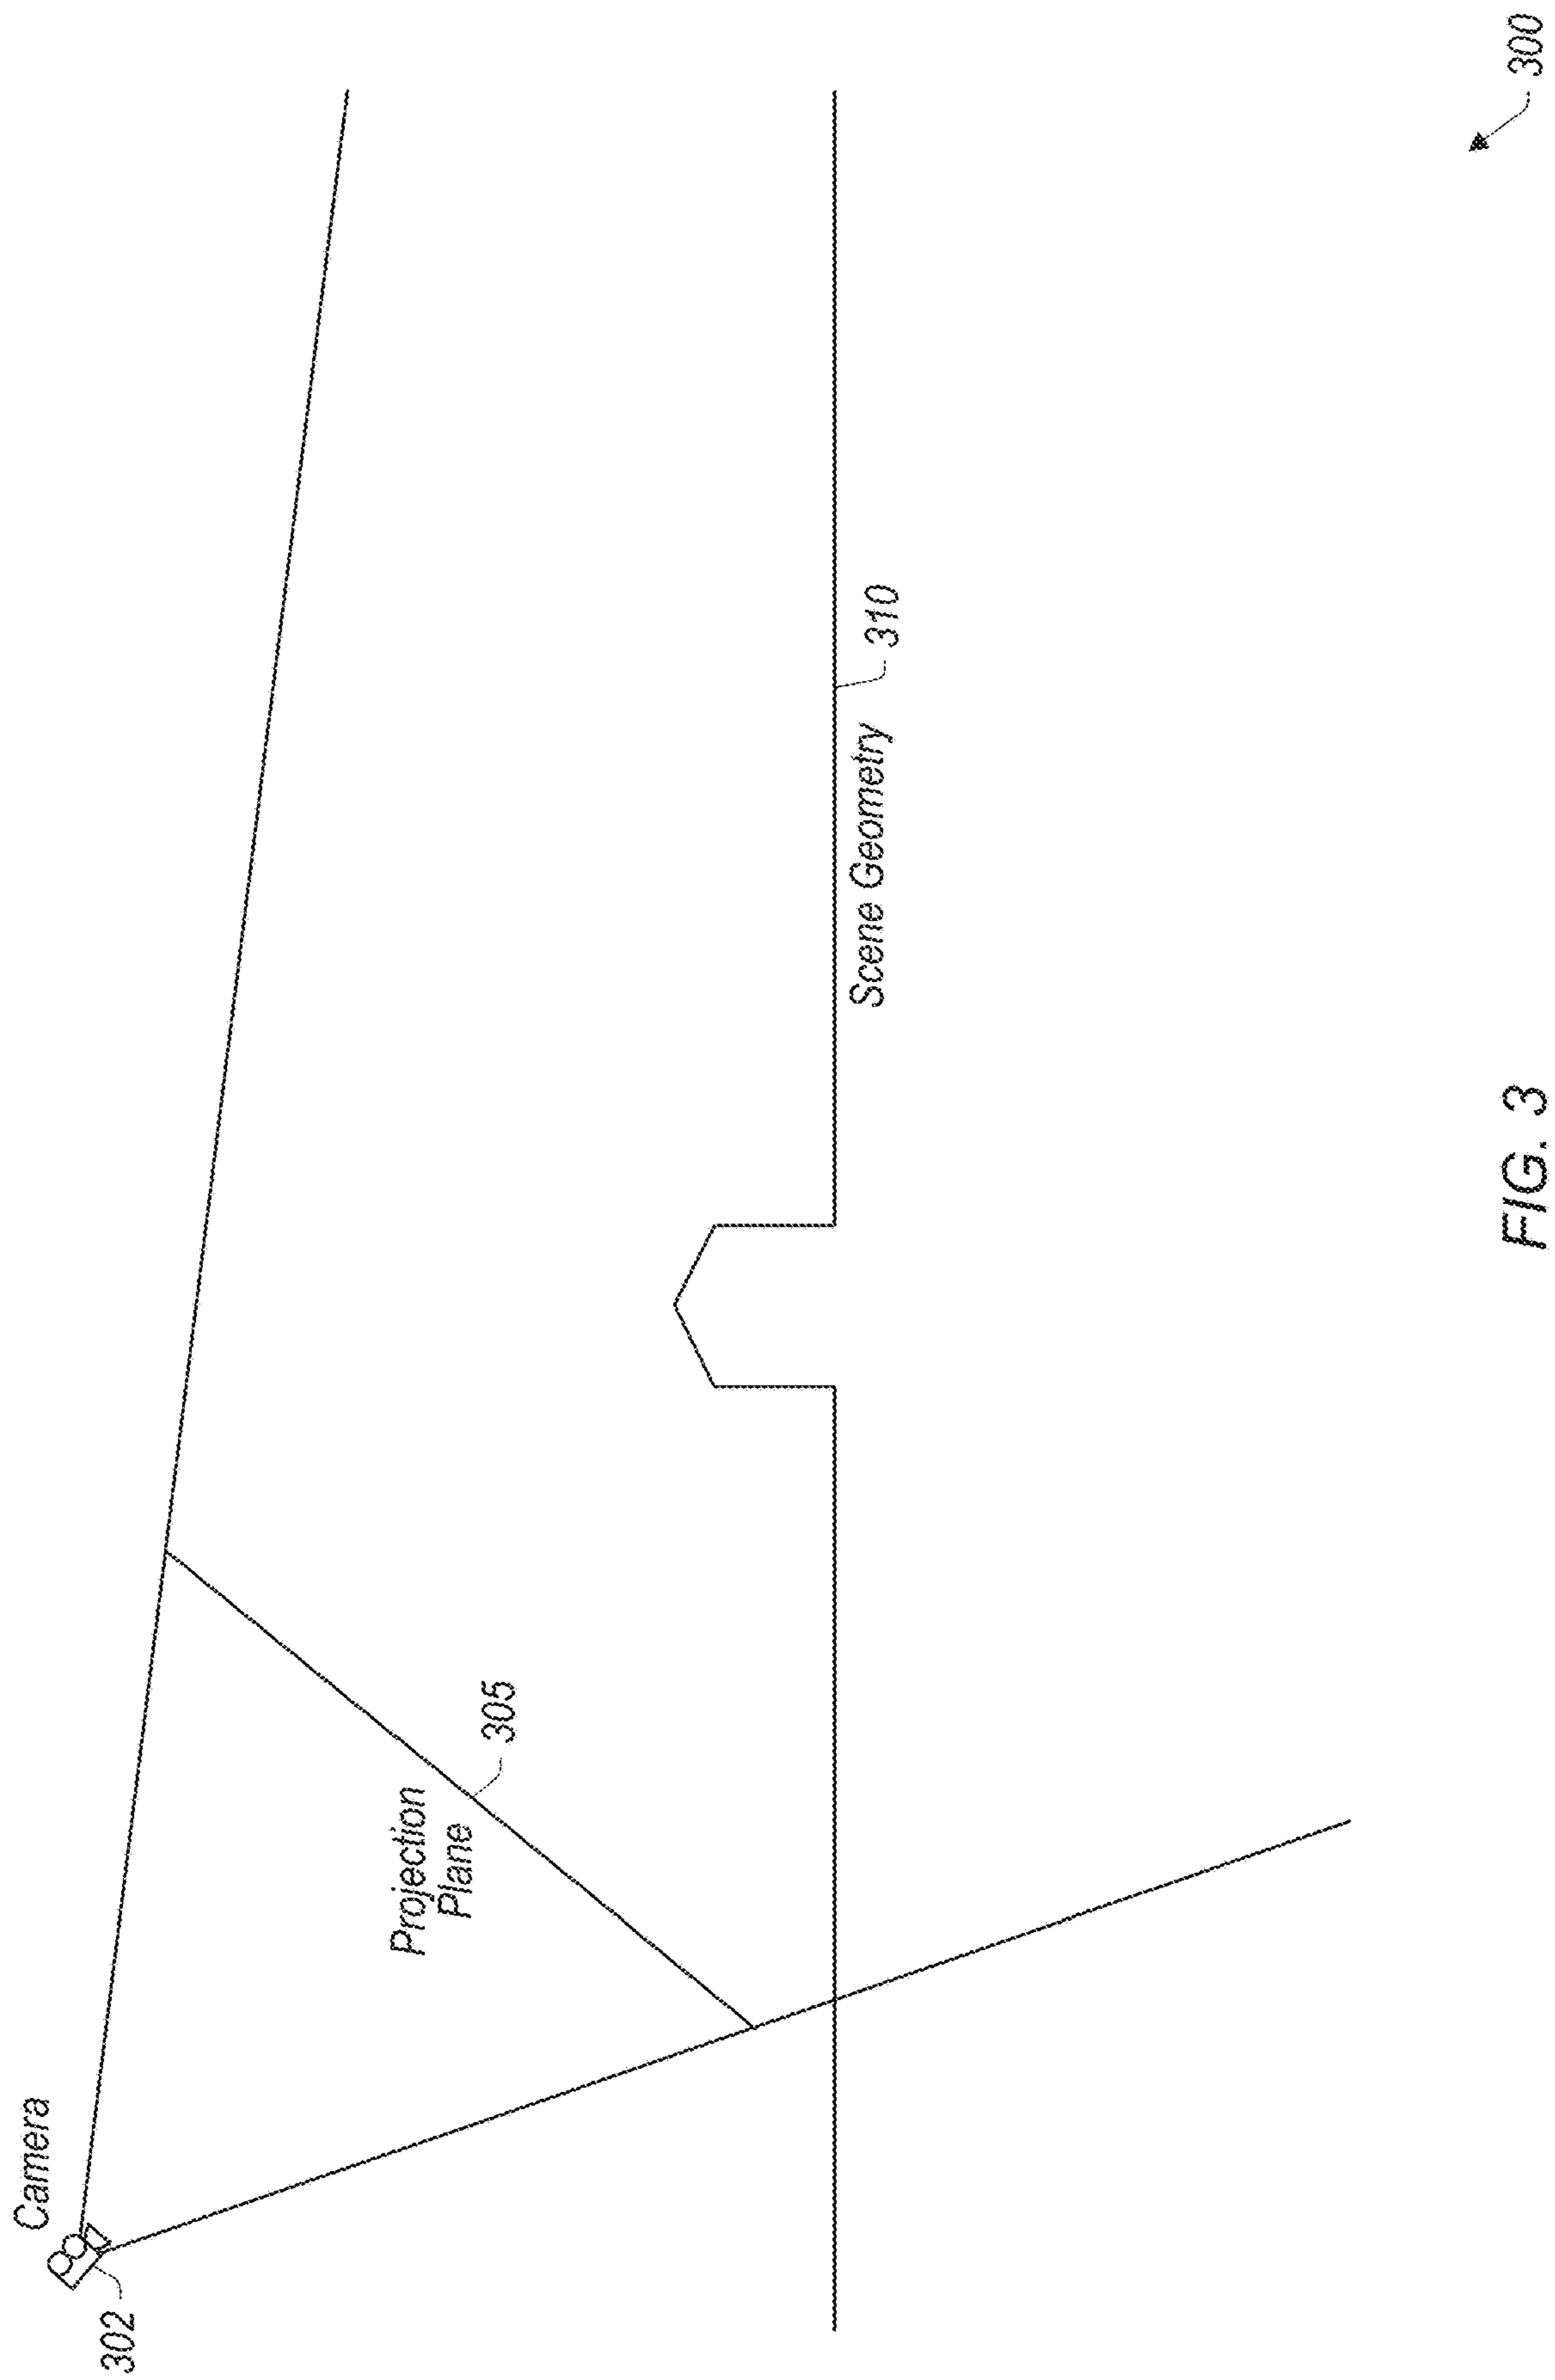 Camera
302
Projection
Plane
305
Scene Geometry
310
300
FIG. 3